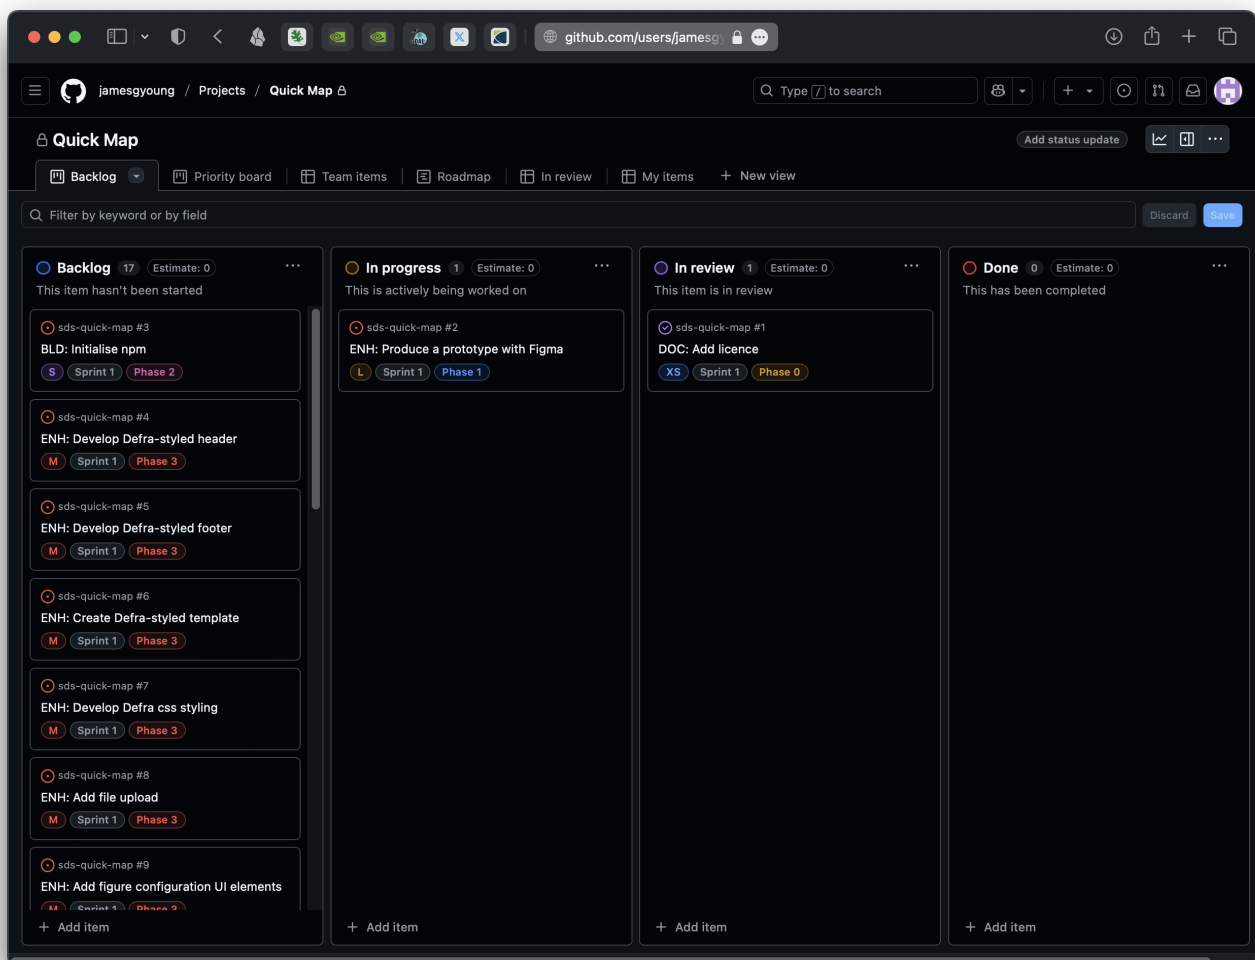 github.com/users/jamesgy
jamesgyoung / Projects / Quick Map
Type / to search
Quick Map
Add status update
Backlog
Priority board
Team items
Roadmap
In review
My items
+ New view
Filter by keyword or by field
Discard
Save
Backlog 17 Estimate: 0
This item hasn't been started
sds-quick-map #3
BLD: Initialise npm
S Sprint 1 Phase 2
sds-quick-map #4
ENH: Develop Defra-styled header
M Sprint 1 Phase 3
sds-quick-map #5
ENH: Develop Defra-styled footer
M Sprint 1 Phase 3
sds-quick-map #6
ENH: Create Defra-styled template
M Sprint 1 Phase 3
sds-quick-map #7
ENH: Develop Defra css styling
M Sprint 1 Phase 3
sds-quick-map #8
ENH: Add file upload
M Sprint 1 Phase 3
sds-quick-map #9
ENH: Add figure configuration UI elements
M Sprint 1 Phase 3
+ Add item
In progress 1 Estimate: 0
This is actively being worked on
sds-quick-map #2
ENH: Produce a prototype with Figma
L Sprint 1 Phase 1
+ Add item
In review 1 Estimate: 0
This item is in review
sds-quick-map #1
DOC: Add licence
XS Sprint 1 Phase 0
+ Add item
Done 0 Estimate: 0
This has been completed
+ Add item